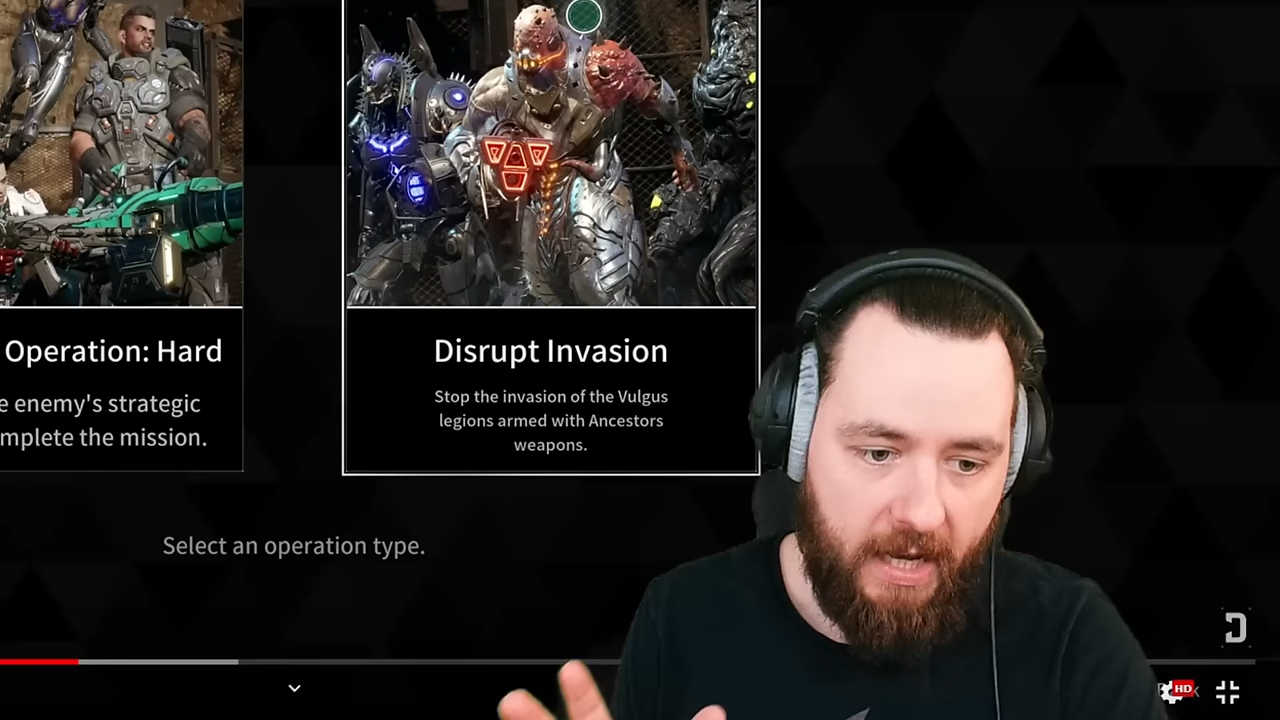 Operation: Hard
e enemy's strategic
mplete the mission.
Disrupt Invasion
Stop the invasion of the Vulgus
legions armed with Ancestors
weapons.
Select an operation type.
HD